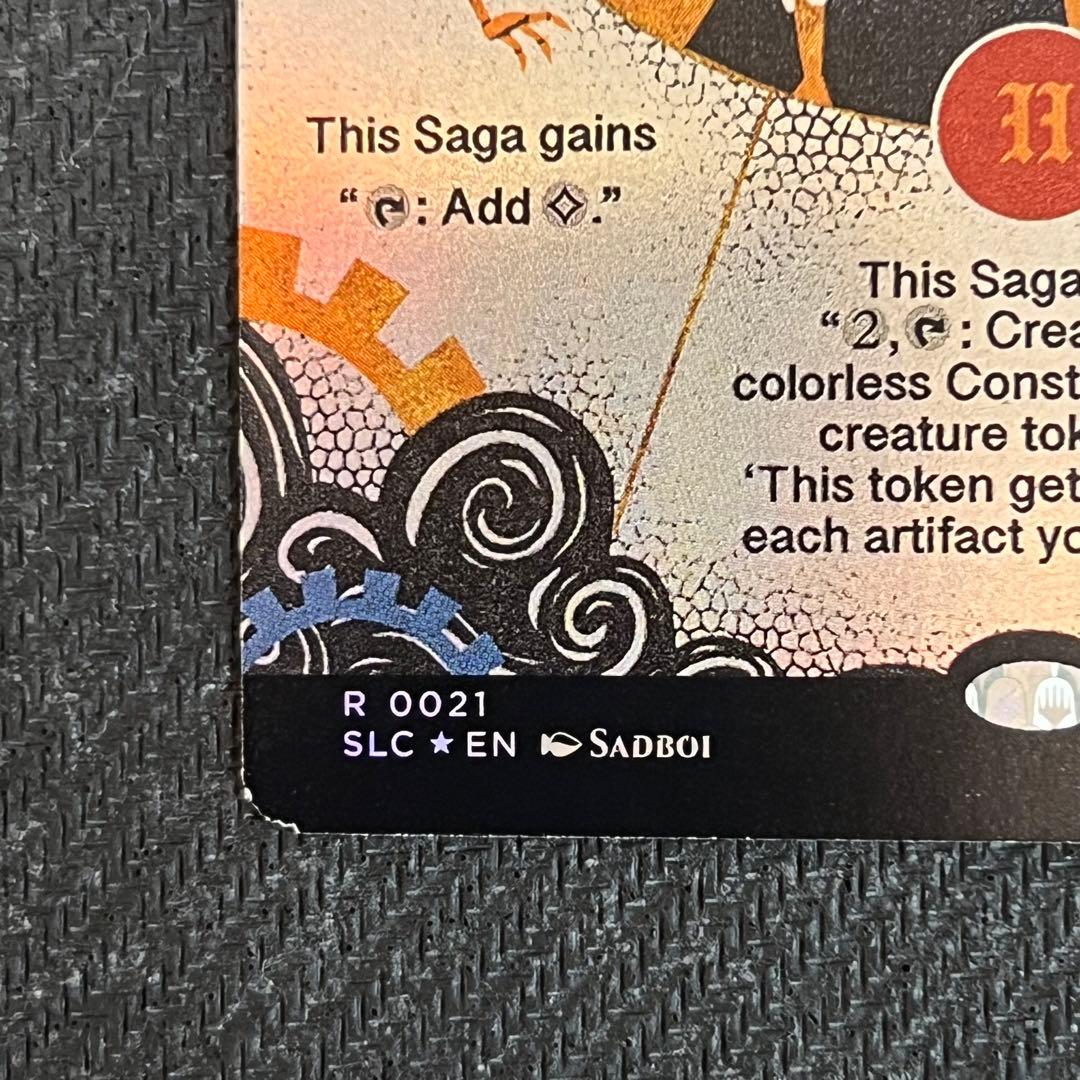 II
This Saga gains
“ : Add .”
This Saga
“2, : Crea
colorless Const
creature tok
‘This token get
each artifact yo
R 0021
SLC ★ EN SADBOI